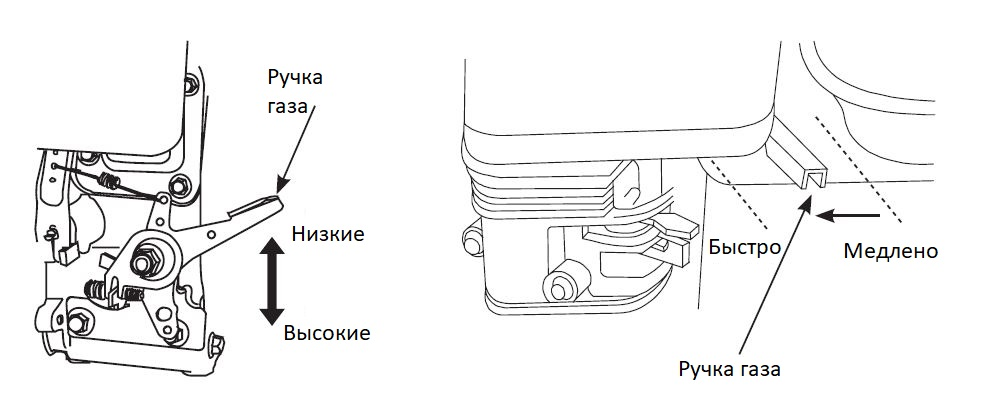 Ручка
газа
Низкие
Высокие
Быстро
Медлено
Ручка газа